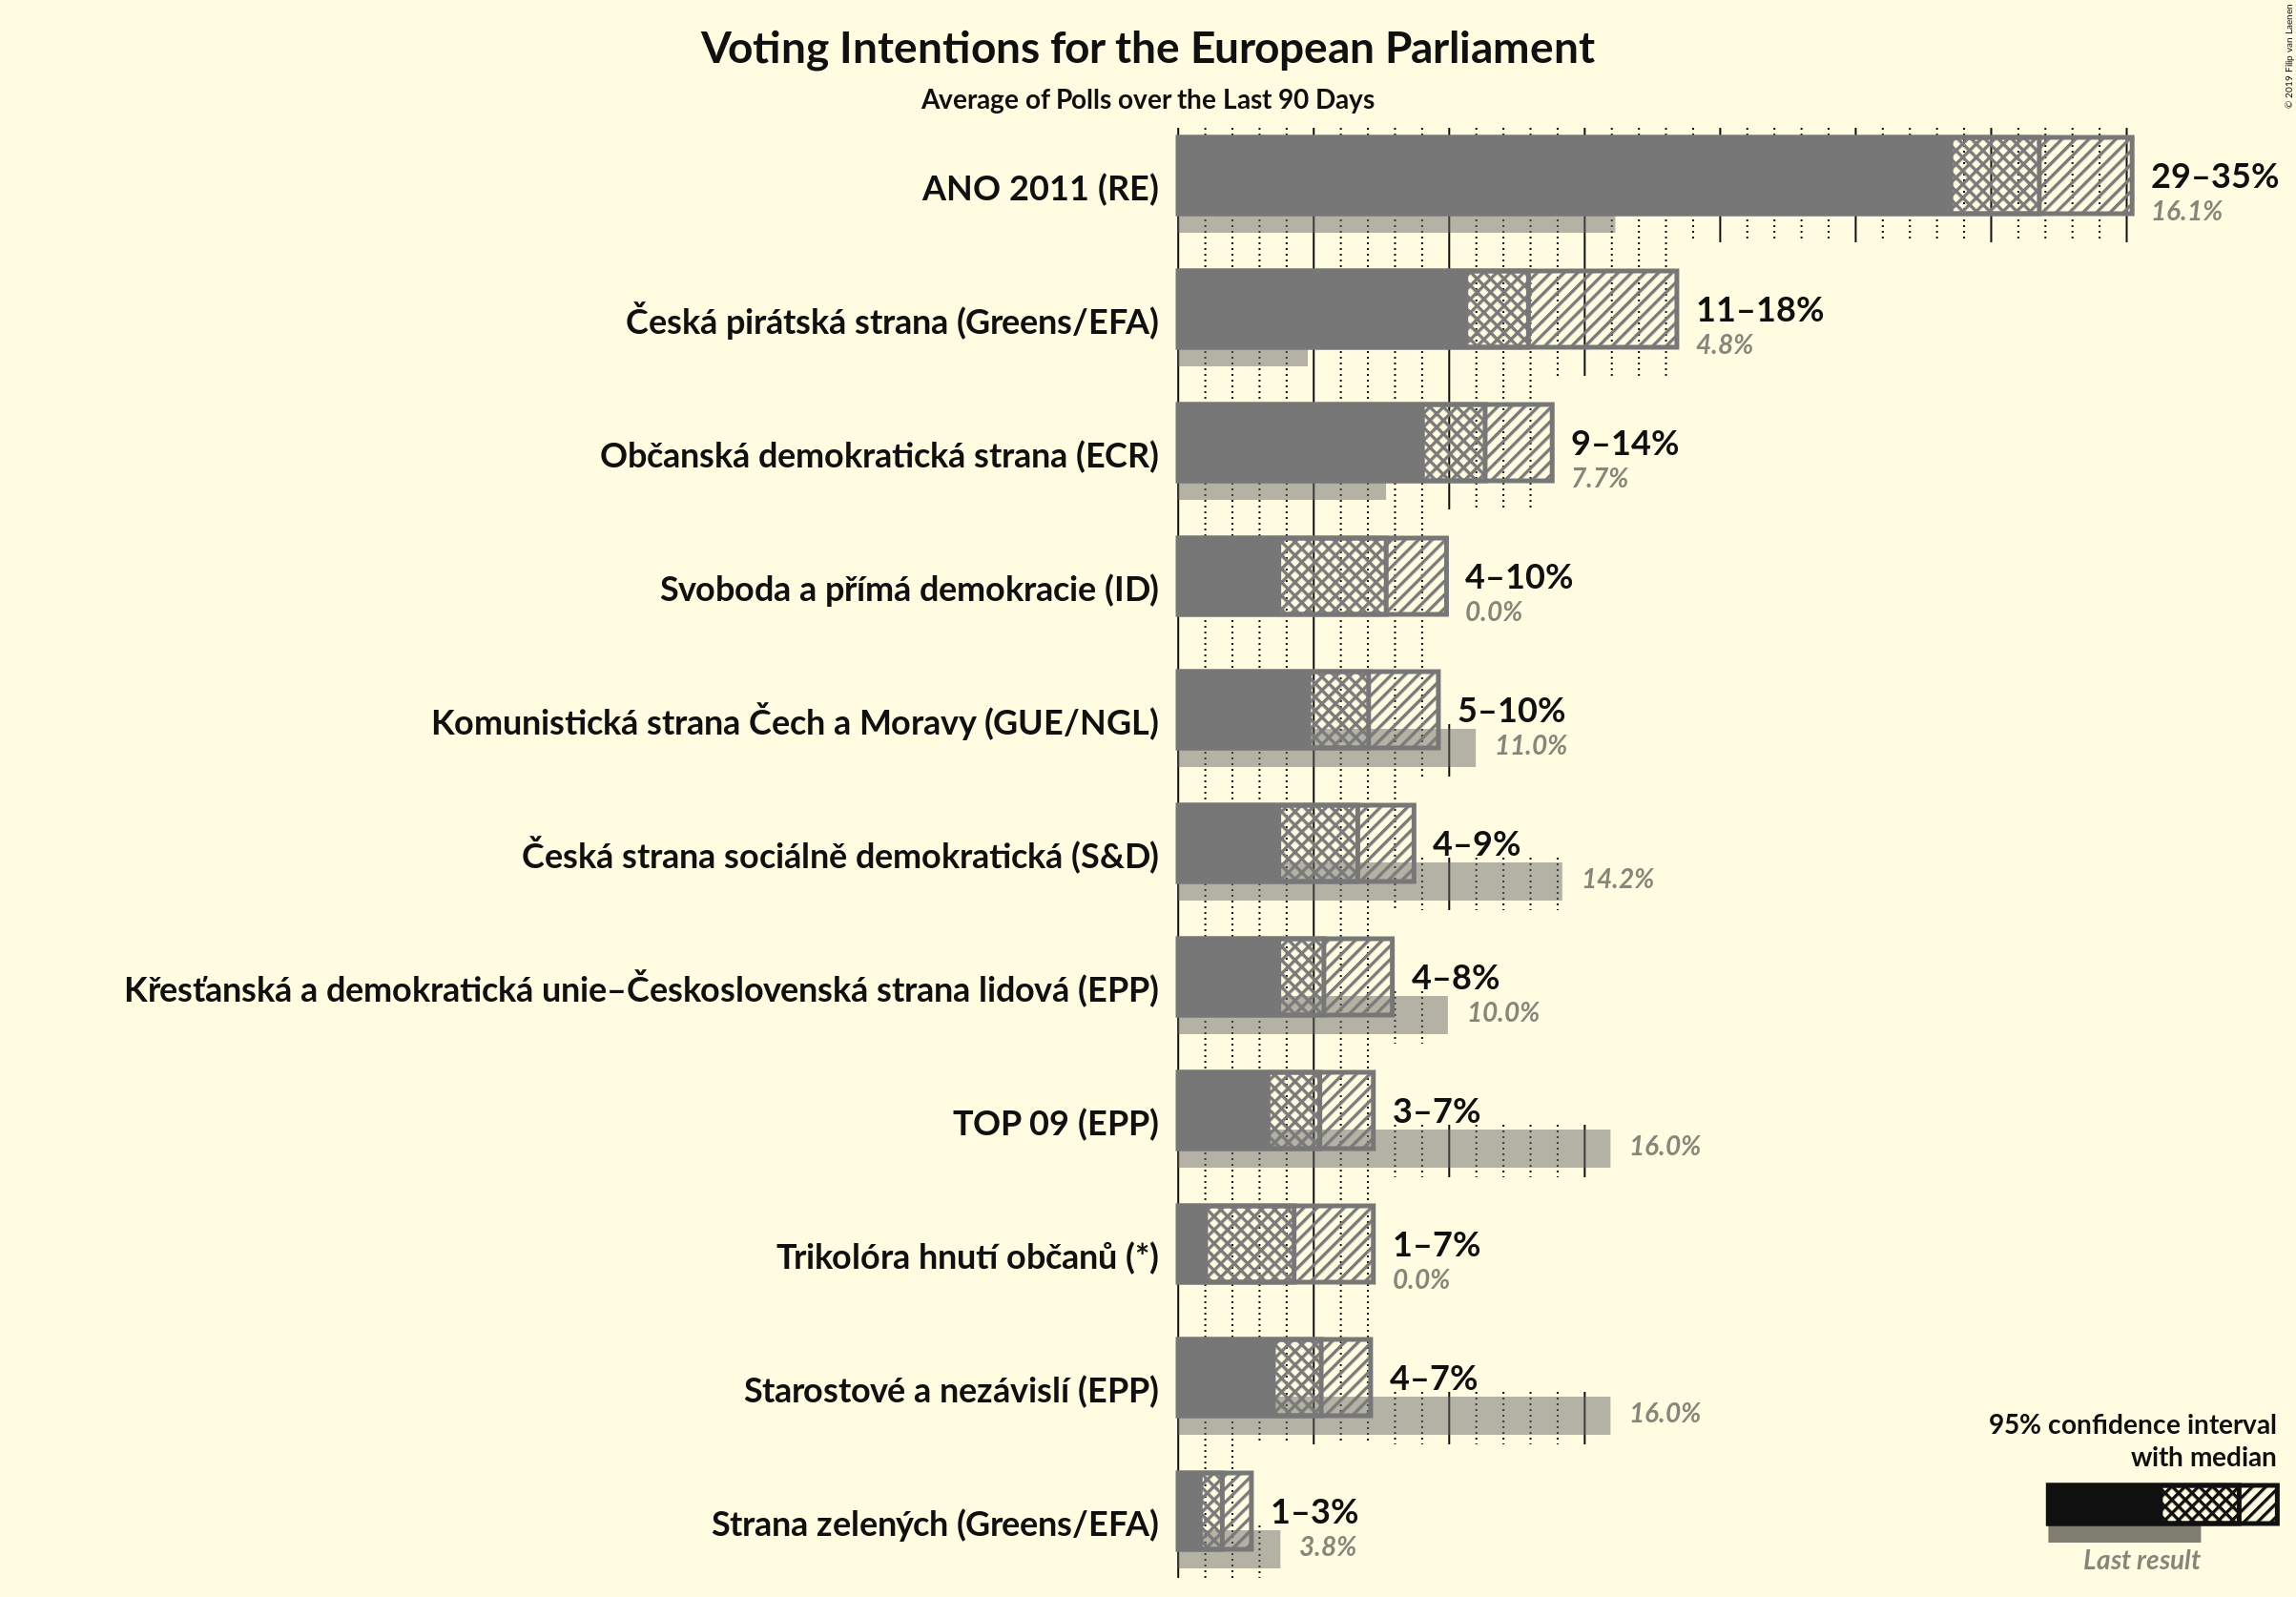 Voting Intentions for the European Parliament
Average of Polls over the Last 90 Days
© 2019 Filip van Laenen
ANO 2011 (RE)
29–35%
16.1%
Česká pirátská strana (Greens/EFA)
11–18%
4.8%
Občanská demokratická strana (ECR)
9–14%
7.7%
Svoboda a přímá demokracie (ID)
4–10%
0.0%
Komunistická strana Čech a Moravy (GUE/NGL)
5–10%
11.0%
Česká strana sociálně demokratická (S&D)
4–9%
14.2%
Křesťanská a demokratická unie–Československá strana lidová (EPP)
4–8%
10.0%
TOP 09 (EPP)
3–7%
16.0%
Trikolóra hnutí občanů (*)
1–7%
0.0%
Starostové a nezávislí (EPP)
4–7%
16.0%
Strana zelených (Greens/EFA)
1–3%
3.8%
95% confidence interval
with median
Last result